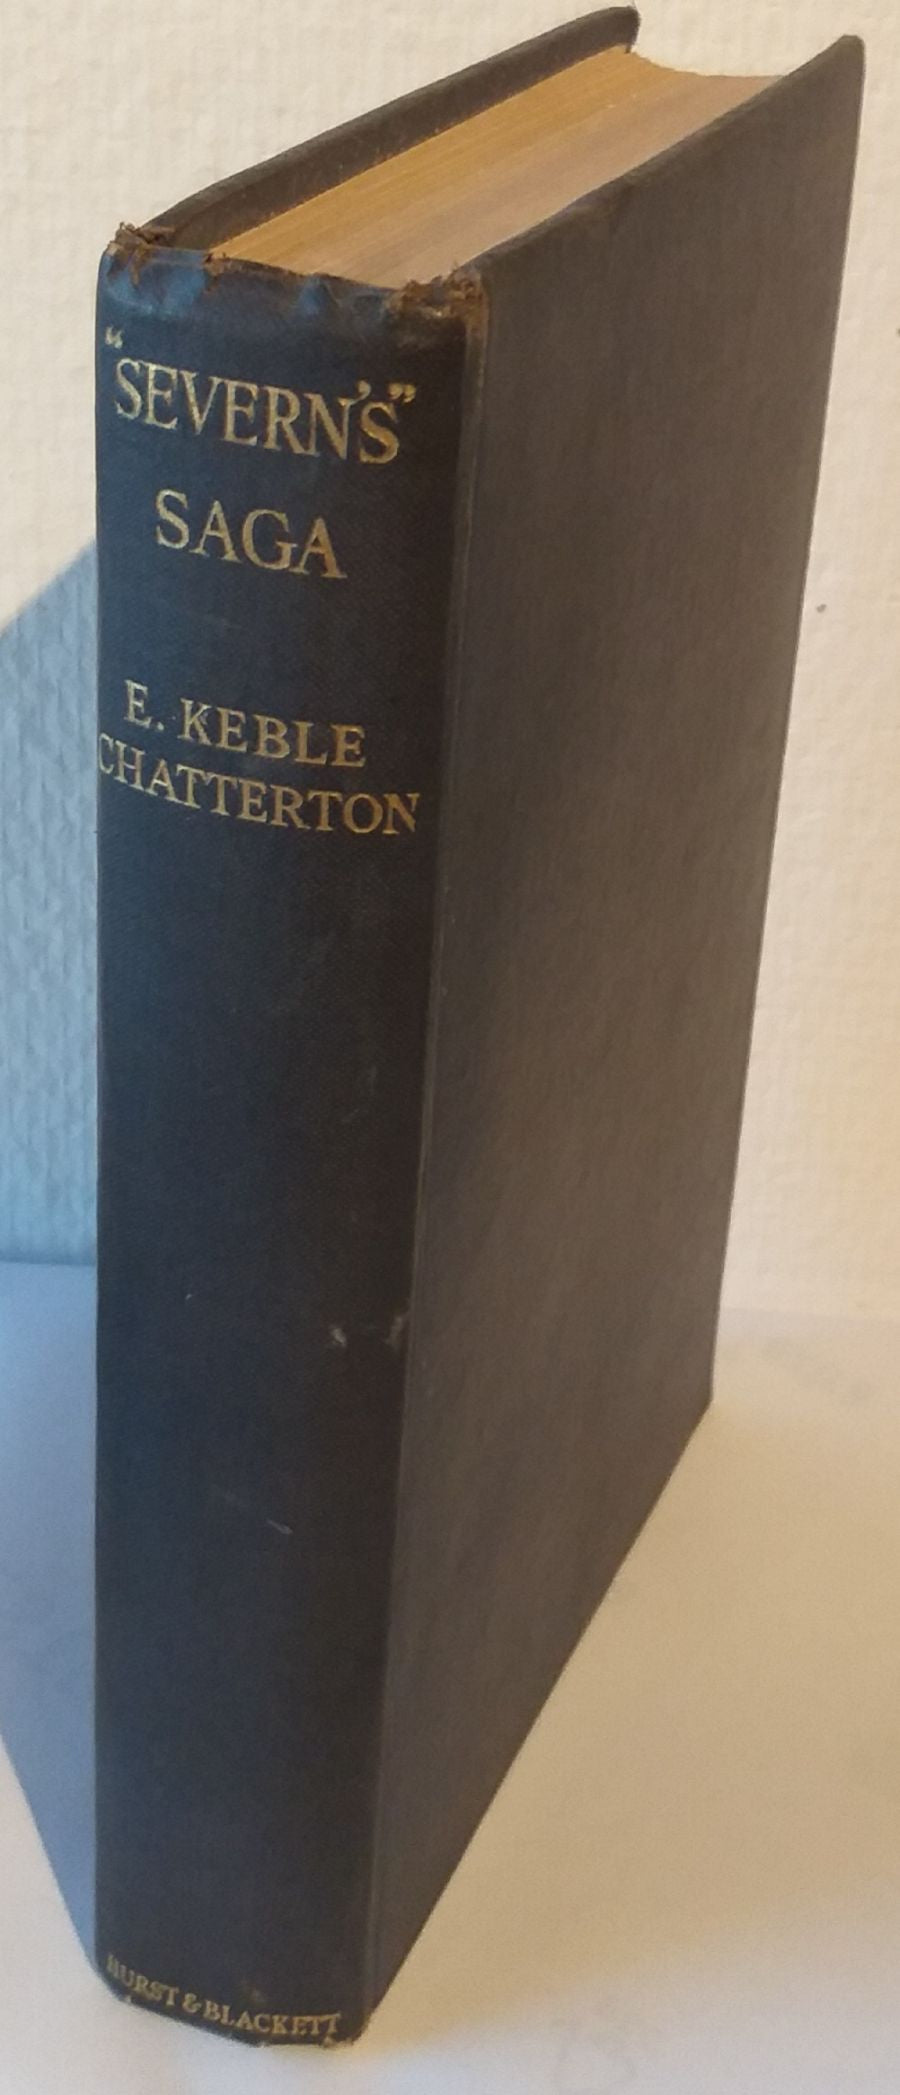 “SEVERN'S”
SAGA
E. KEBLE
CHATTERTON
HURST & BLACKETT